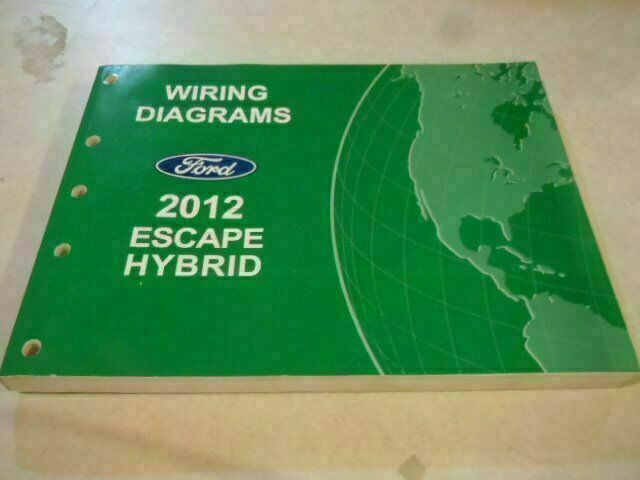 WIRING
DIAGRAMS
Ford
2012
ESCAPE
HYBRID